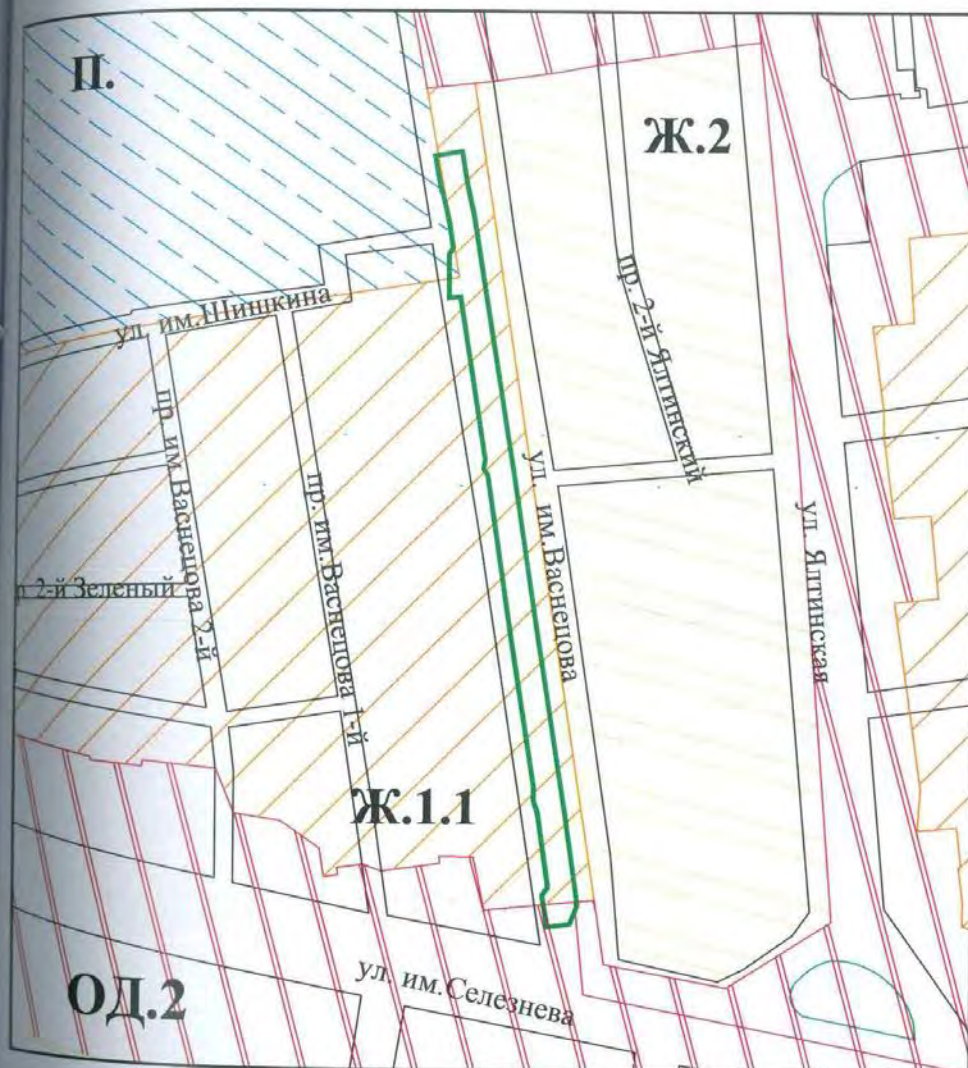 П.
Ж.2
ул. им.Шишкина
пр. 2-й Ялтинский
пр. им.Васнецова 2-й
пр. им.Васнецова 1-й
ул. им.Васнецова
ул. Ялтинская
2-й Зеленый
Ж.1.1
ОД.2
ул. им.Селезнева